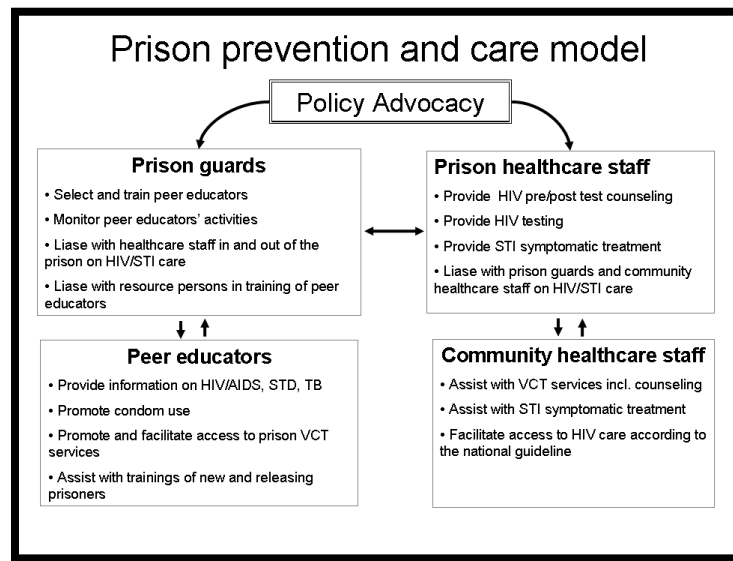 Prison prevention and care model
Policy Advocacy
Prison guards
• Select and train peer educators
• Monitor peer educators' activities
• Liase with healthcare staff in and out of the
prison on HIV/STI care
• Liase with resource persons in training of peer
educators
Prison healthcare staff
• Provide HIV pre/post test counseling
• Provide HIV testing
• Provide STI symptomatic treatment
• Liase with prison guards and community
healthcare staff on HIV/STI care
Peer educators
• Provide information on HIV/AIDS, STD, TB
• Promote condom use
• Promote and facilitate access to prison VCT
services
• Assist with trainings of new and releasing
prisoners
Community healthcare staff
• Assist with VCT services incl. counseling
• Assist with STI symptomatic treatment
• Facilitate access to HIV care according to
the national guideline